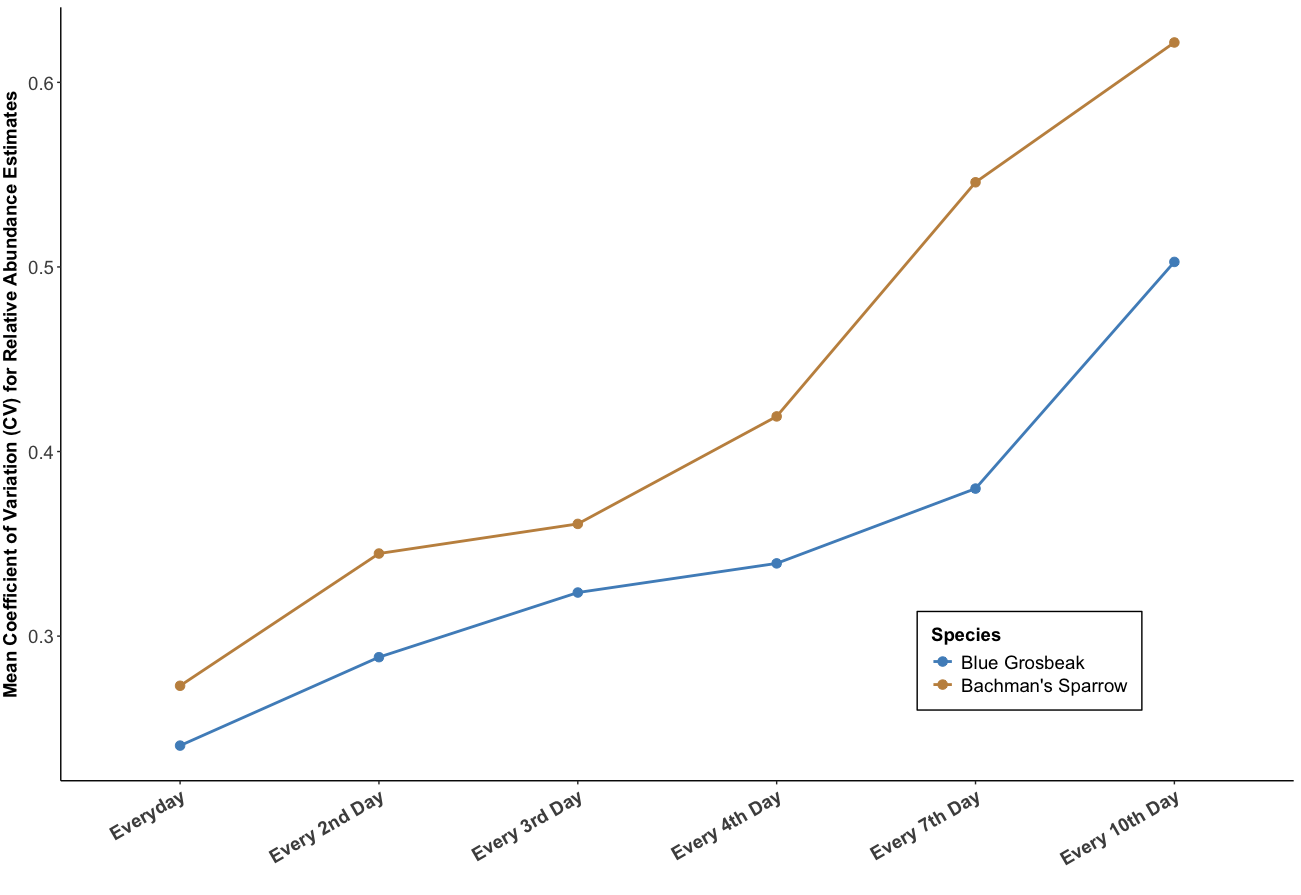 Mean Coefficient of Variation (CV) for Relative Abundance Estimates
0.6
0.5
0.4
0.3
Species
Blue Grosbeak
Bachman's Sparrow
Everyday
Every 2nd Day
Every 3rd Day
Every 4th Day
Every 7th Day
Every 10th Day